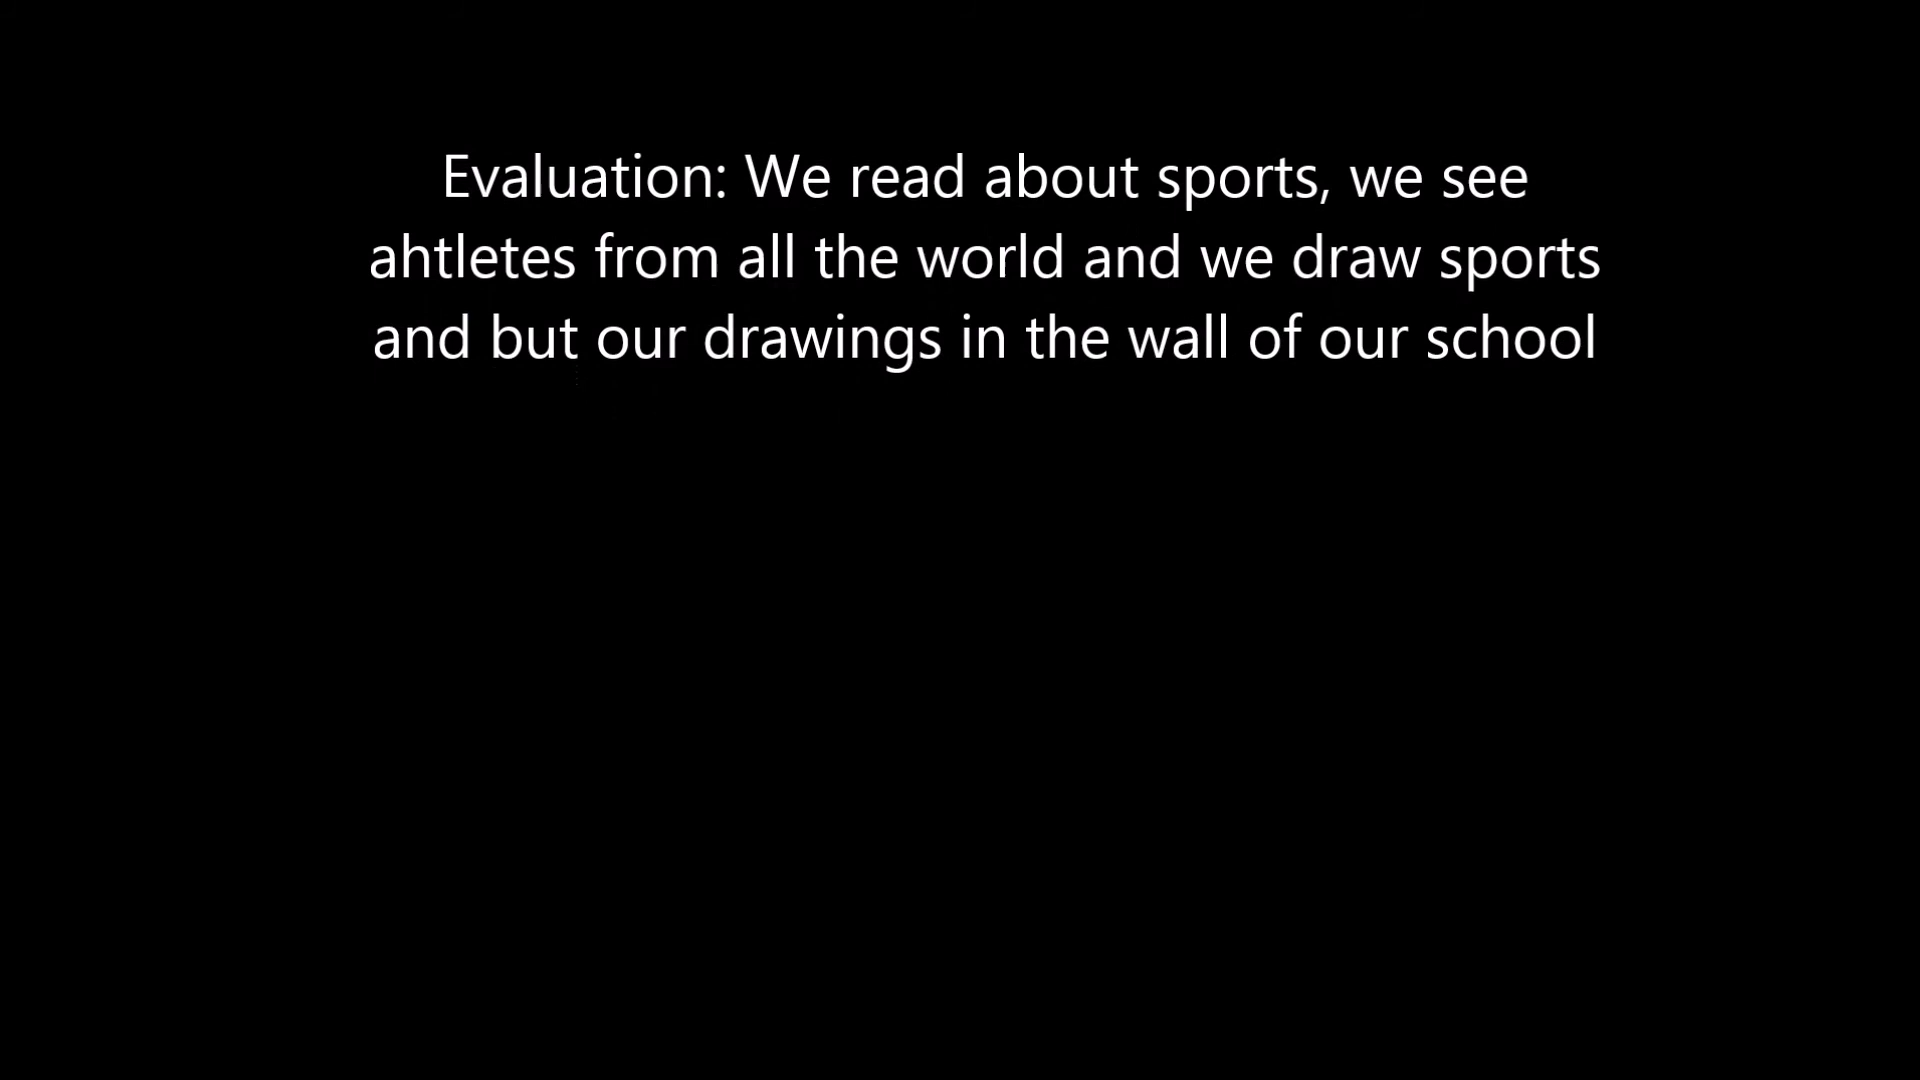 Evaluation: We read about sports, we see
ahtletes from all the world and we draw sports
and but our drawings in the wall of our school